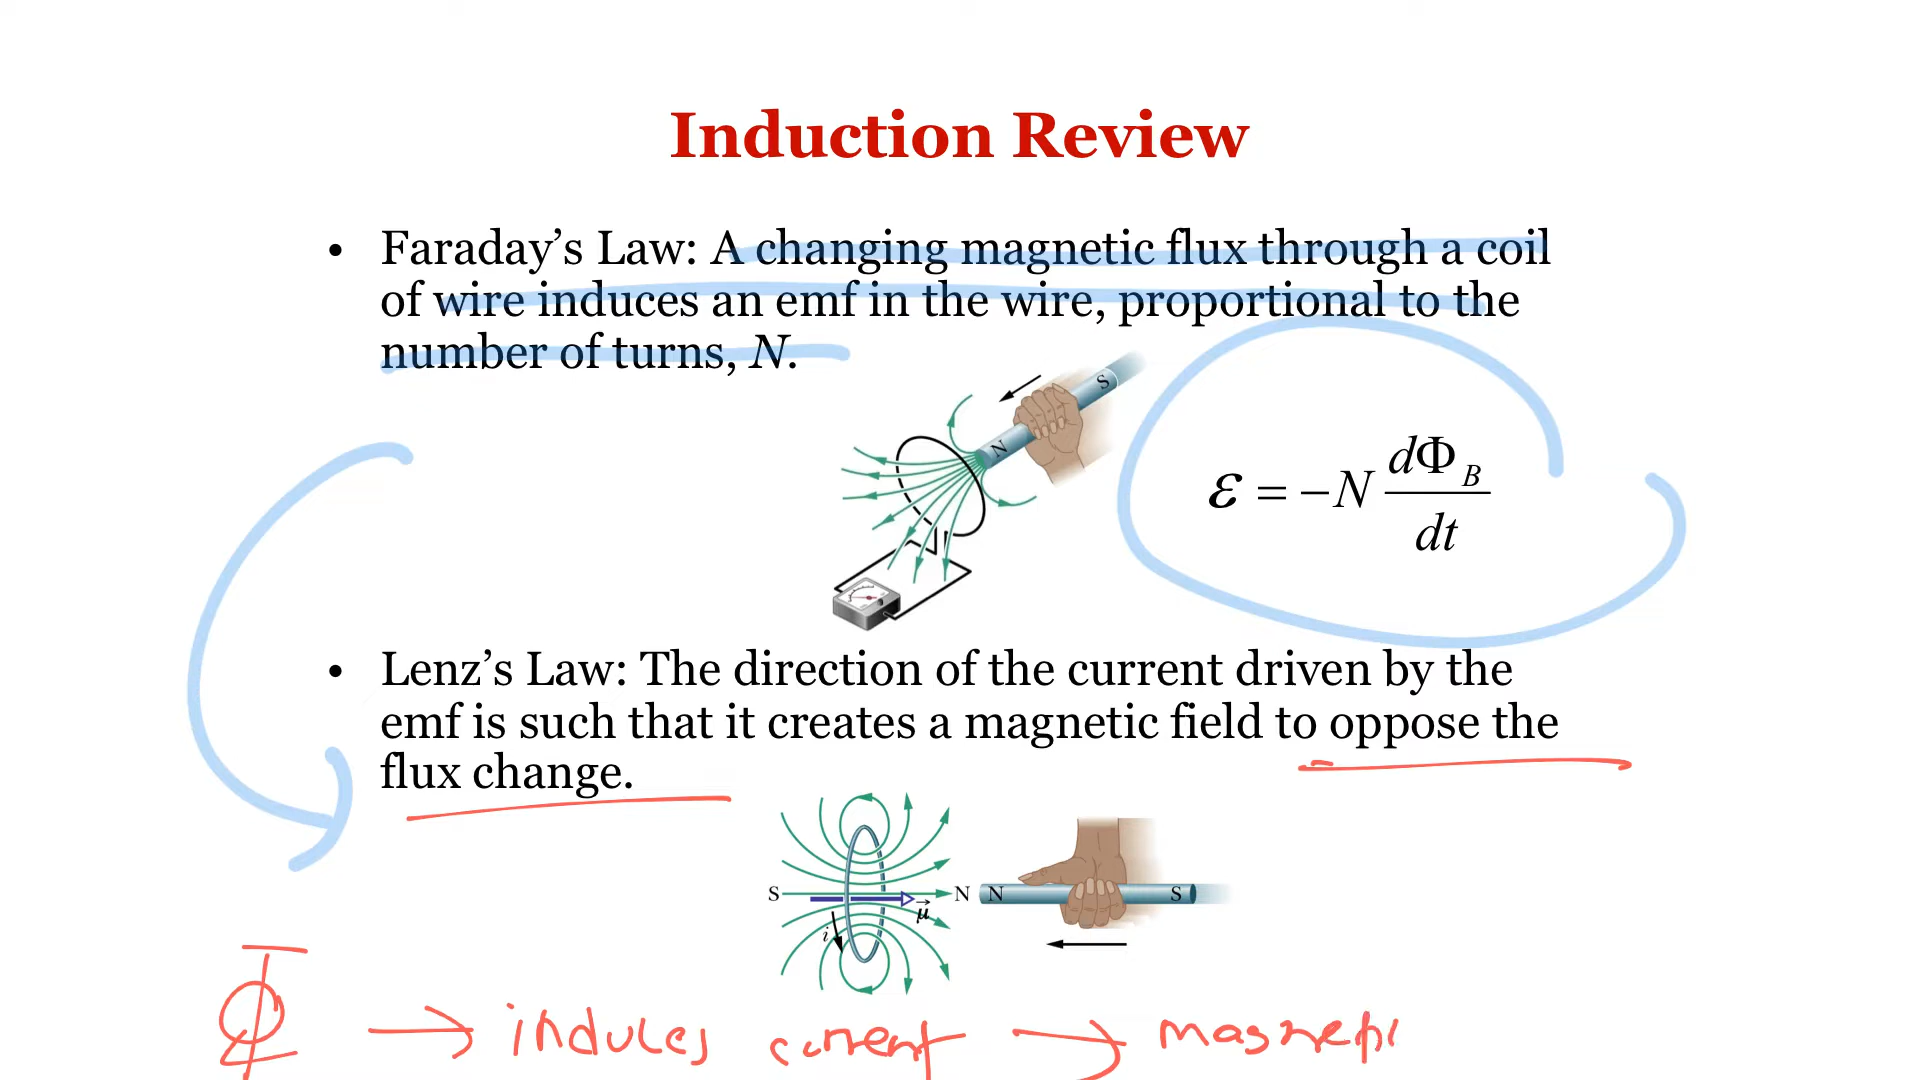 Induction Review
• Faraday’s Law: A changing magnetic flux through a coil
of wire induces an emf in the wire, proportional to the
number of turns, N.
S
N
ε = −N dΦ_B / dt
• Lenz’s Law: The direction of the current driven by the
emf is such that it creates a magnetic field to oppose the
flux change.
S N N S
μ⃗
i
Φ → induces current →